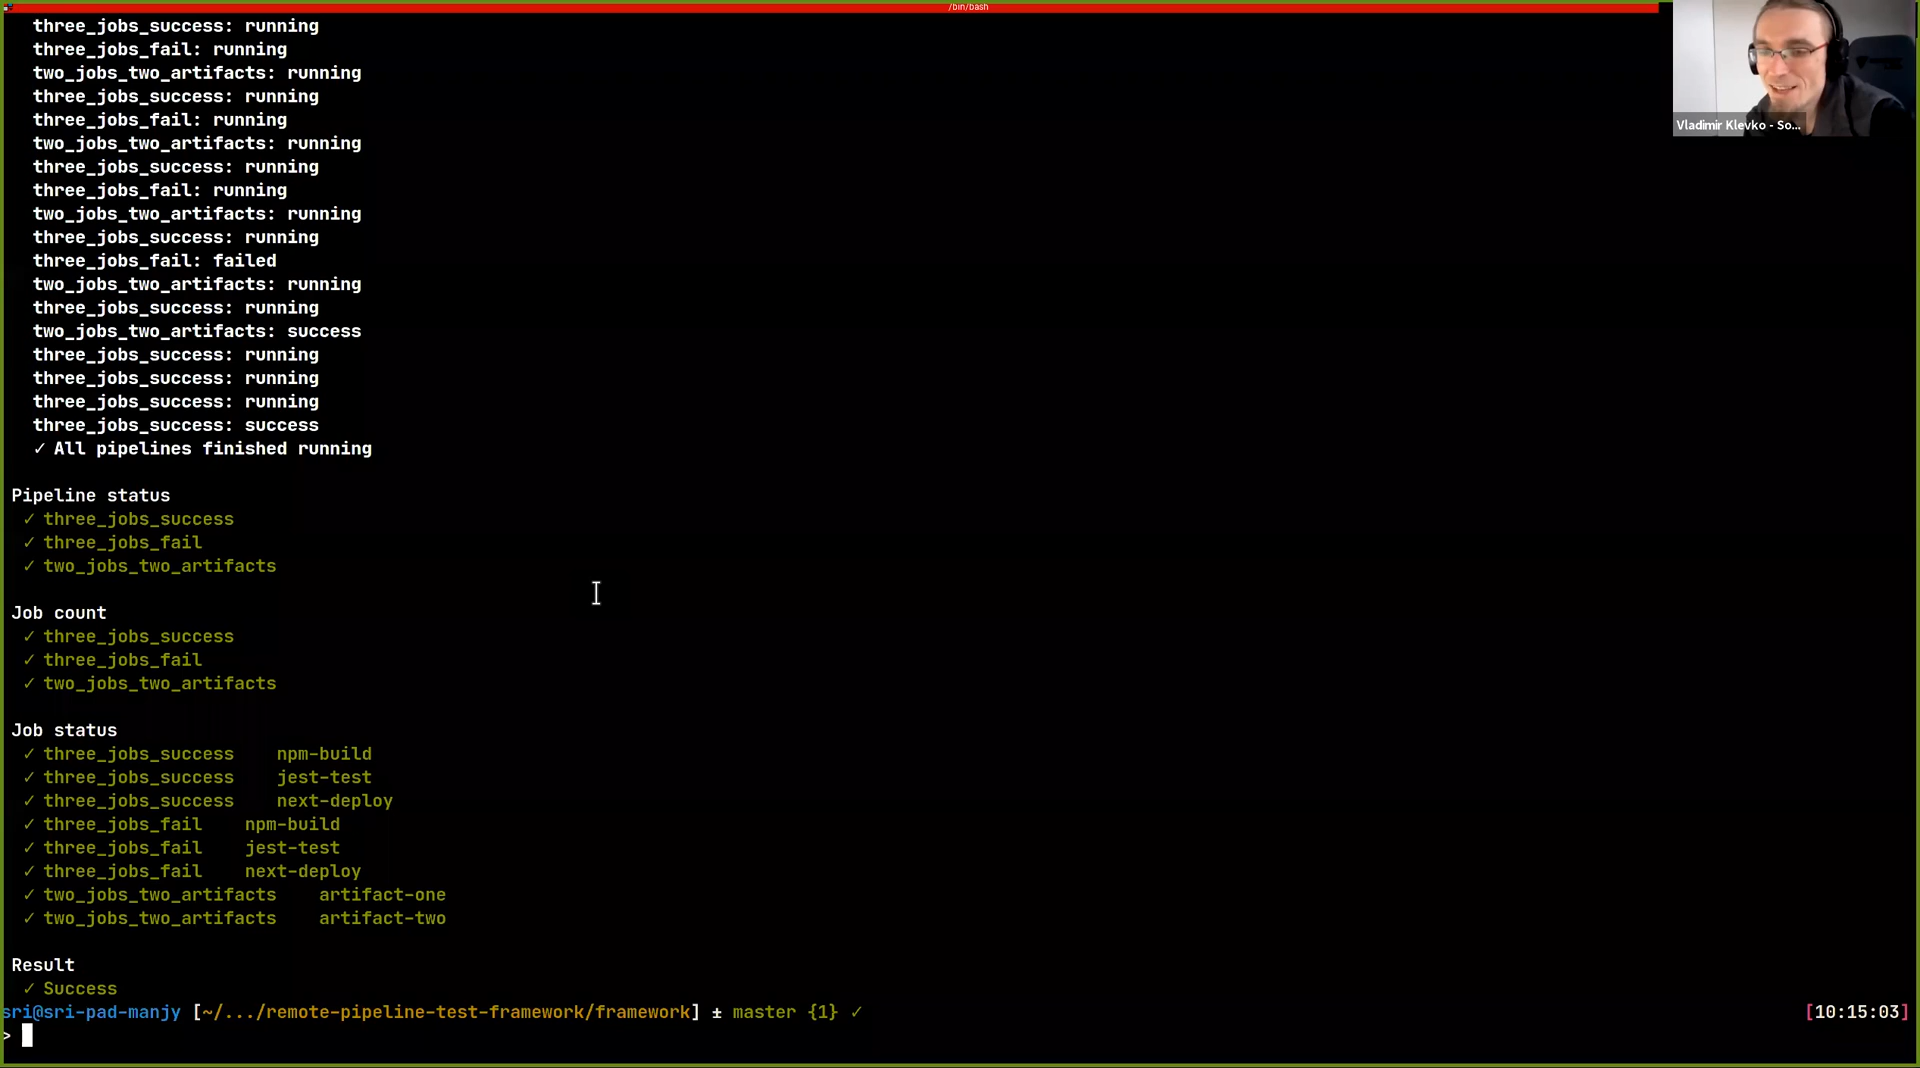 /bin/bash
three_jobs_success: running
three_jobs_fail: running
two_jobs_two_artifacts: running
three_jobs_success: running
three_jobs_fail: running
two_jobs_two_artifacts: running
three_jobs_success: running
three_jobs_fail: running
two_jobs_two_artifacts: running
three_jobs_success: running
three_jobs_fail: failed
two_jobs_two_artifacts: running
three_jobs_success: running
two_jobs_two_artifacts: success
three_jobs_success: running
three_jobs_success: running
three_jobs_success: running
three_jobs_success: success
✓ All pipelines finished running
Pipeline status
✓ three_jobs_success
✓ three_jobs_fail
✓ two_jobs_two_artifacts
Job count
✓ three_jobs_success
✓ three_jobs_fail
✓ two_jobs_two_artifacts
Job status
✓ three_jobs_success    npm-build
✓ three_jobs_success    jest-test
✓ three_jobs_success    next-deploy
✓ three_jobs_fail    npm-build
✓ three_jobs_fail    jest-test
✓ three_jobs_fail    next-deploy
✓ two_jobs_two_artifacts    artifact-one
✓ two_jobs_two_artifacts    artifact-two
Result
✓ Success
sri@sri-pad-manjy [~/.../remote-pipeline-test-framework/framework] ± master {1} ✓ [10:15:03]
>
Vladimir Klevko - So...